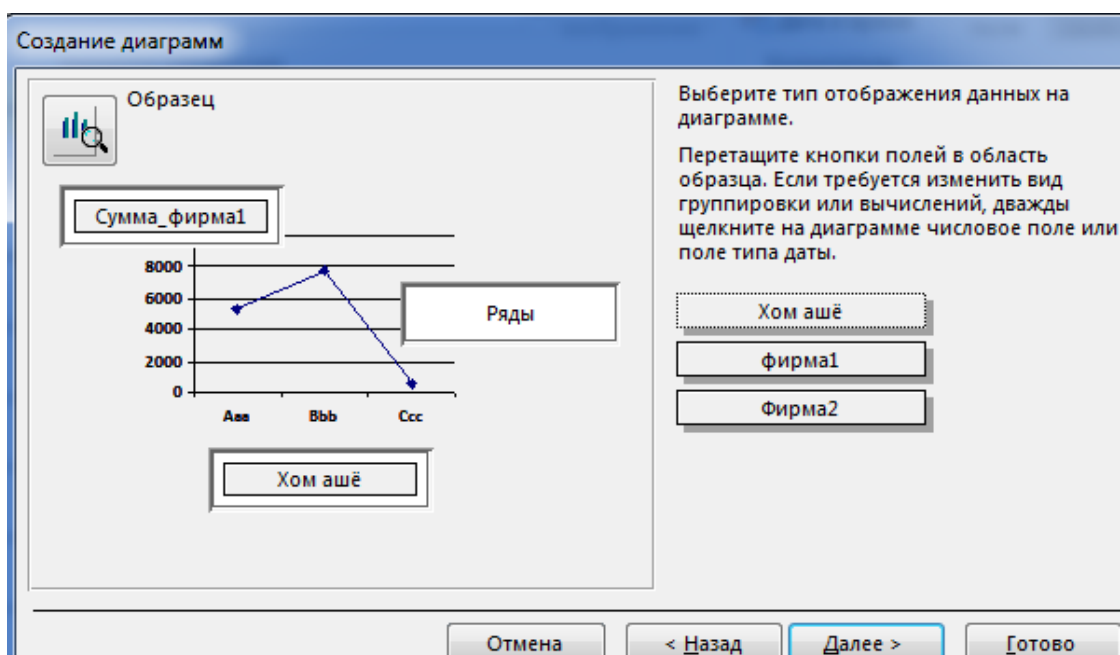 Создание диаграмм
Образец
Сумма_фирма1
8000
6000
4000
2000
0
Ряды
Aaa Bbb Ccc
Хом ашё
Выберите тип отображения данных на
диаграмме.
Перетащите кнопки полей в область
образца. Если требуется изменить вид
группировки или вычислений, дважды
щелкните на диаграмме числовое поле или
поле типа даты.
Хом ашё
фирма1
Фирма2
Отмена
< Назад
Далее >
Готово